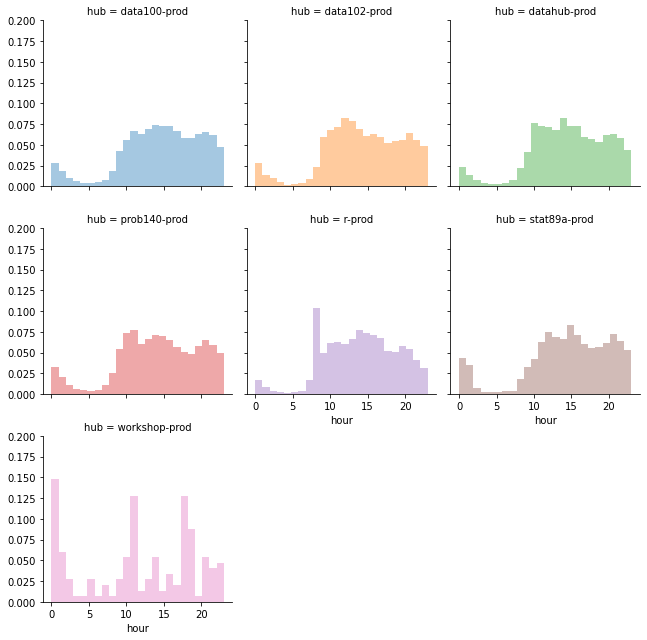 hub = data100-prod
hub = data102-prod
hub = datahub-prod
0.200
0.175
0.150
0.125
0.100
0.075
0.050
0.025
0.000
hub = prob140-prod
hub = r-prod
hub = stat89a-prod
0.200
0.175
0.150
0.125
0.100
0.075
0.050
0.025
0.000
0 5 10 15 20
0 5 10 15 20
hour
hour
hub = workshop-prod
0.200
0.175
0.150
0.125
0.100
0.075
0.050
0.025
0.000
0 5 10 15 20
hour